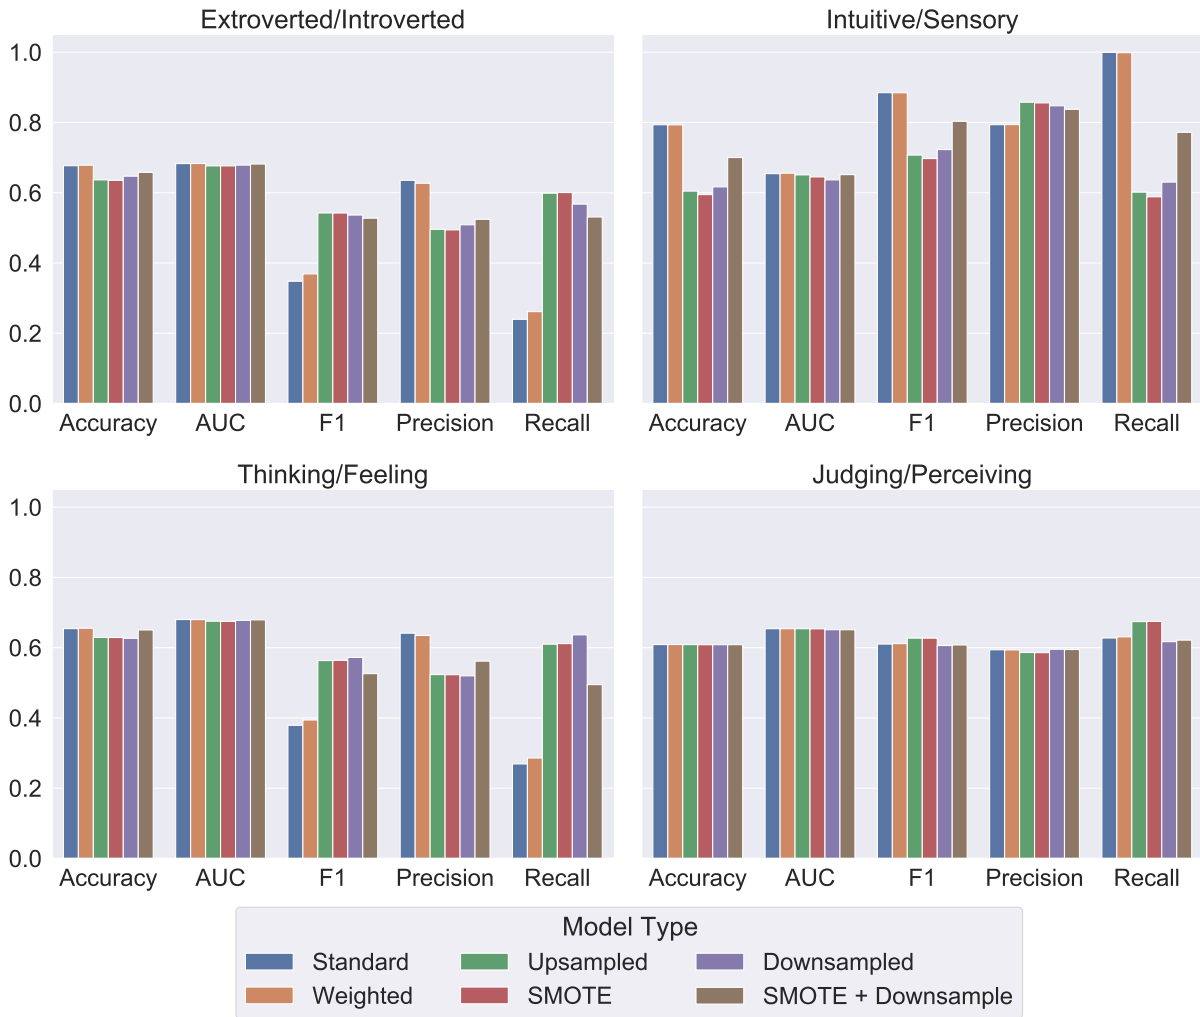 Extroverted/Introverted
Intuitive/Sensory
1.0
0.8
0.6
0.4
0.2
0.0
Accuracy AUC F1 Precision Recall
Accuracy AUC F1 Precision Recall
Thinking/Feeling
Judging/Perceiving
1.0
0.8
0.6
0.4
0.2
0.0
Accuracy AUC F1 Precision Recall
Accuracy AUC F1 Precision Recall
Model Type
Standard Upsampled Downsampled
Weighted SMOTE SMOTE + Downsample